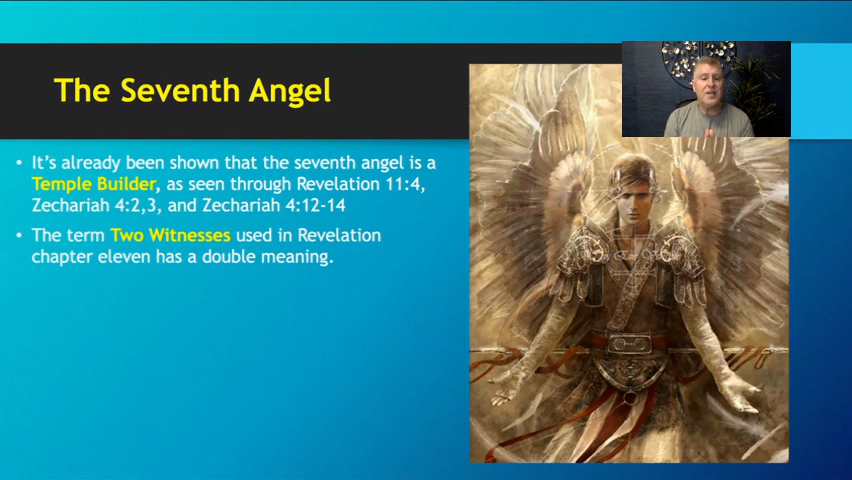 The Seventh Angel
• It’s already been shown that the seventh angel is a
Temple Builder, as seen through Revelation 11:4,
Zechariah 4:2,3, and Zechariah 4:12-14
• The term Two Witnesses used in Revelation
chapter eleven has a double meaning.